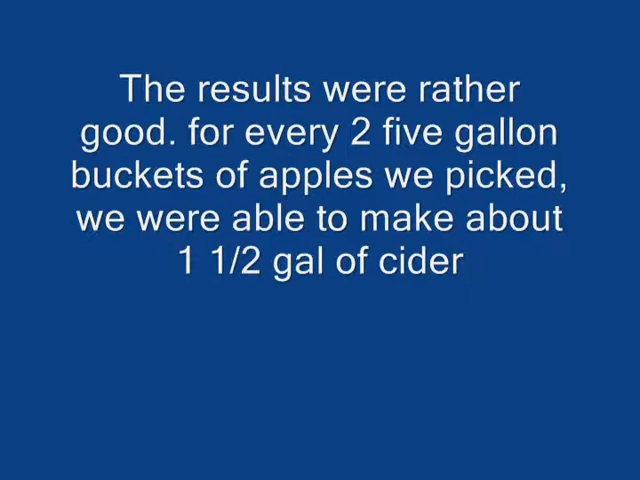 The results were rather
good. for every 2 five gallon
buckets of apples we picked,
we were able to make about
1 1/2 gal of cider